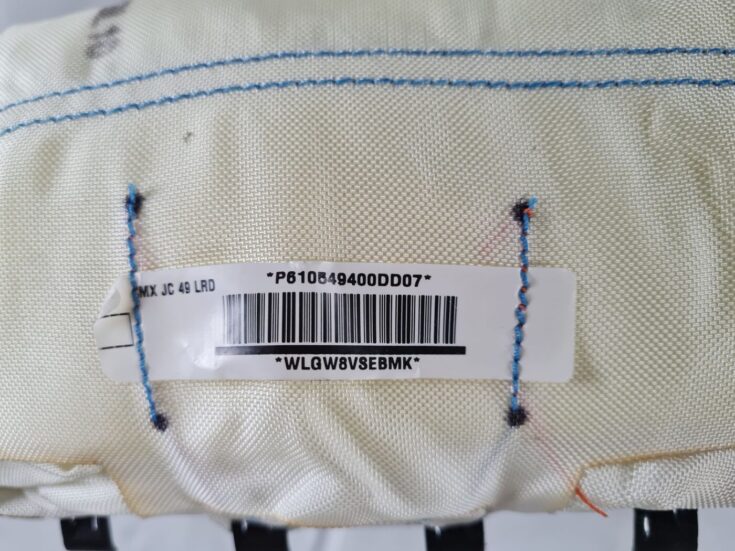 *P610549400DD07*
MX JC 49 LRD
*WLGW8VSEBMK*